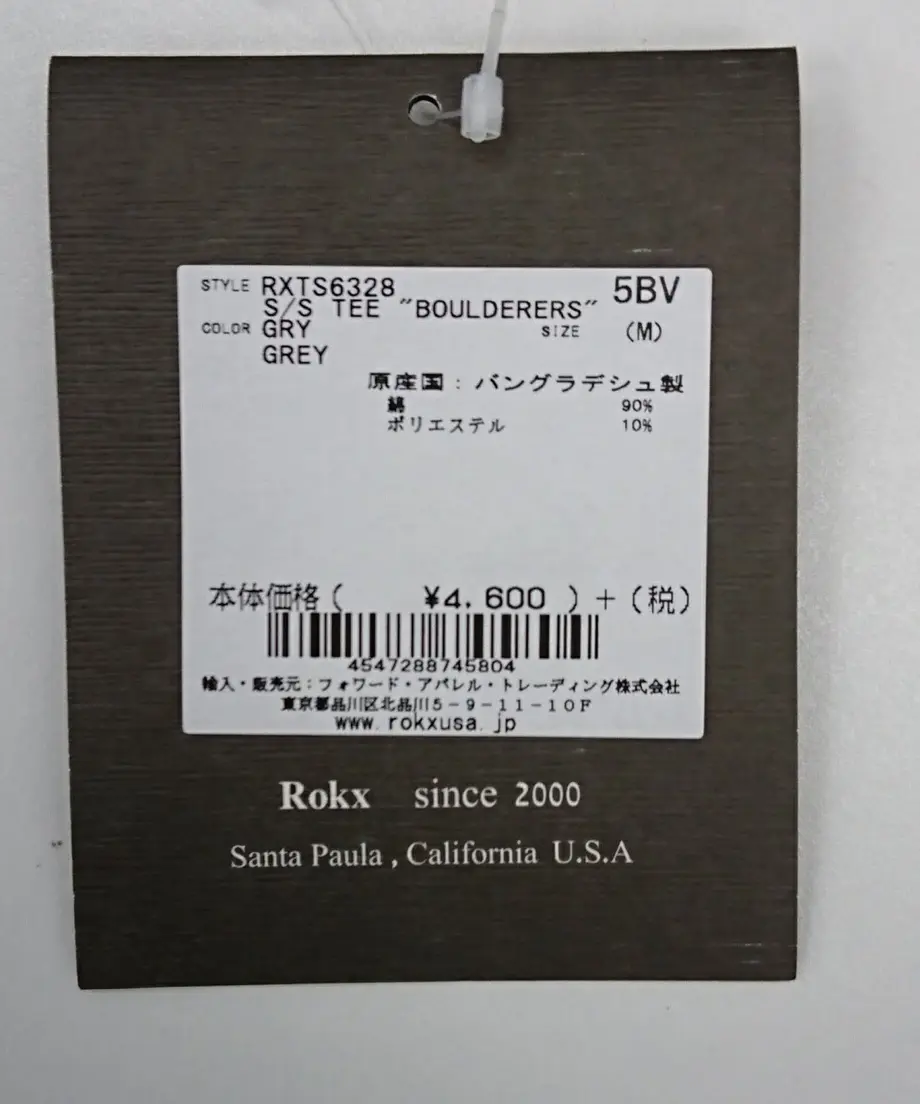 STYLE RXTS6328 5BV
S/S TEE "BOULDERERS"
COLOR GRY SIZE (M)
GREY
原産国：バングラデシュ製
綿 90%
ポリエステル 10%
本体価格( ¥4,600 )+(税)
4547288745804
輸入・販売元：フォワード・アパレル・トレーディング株式会社
東京都品川区北品川5-9-11-10F
www.rokxusa.jp
Rokx since 2000
Santa Paula , California U.S.A